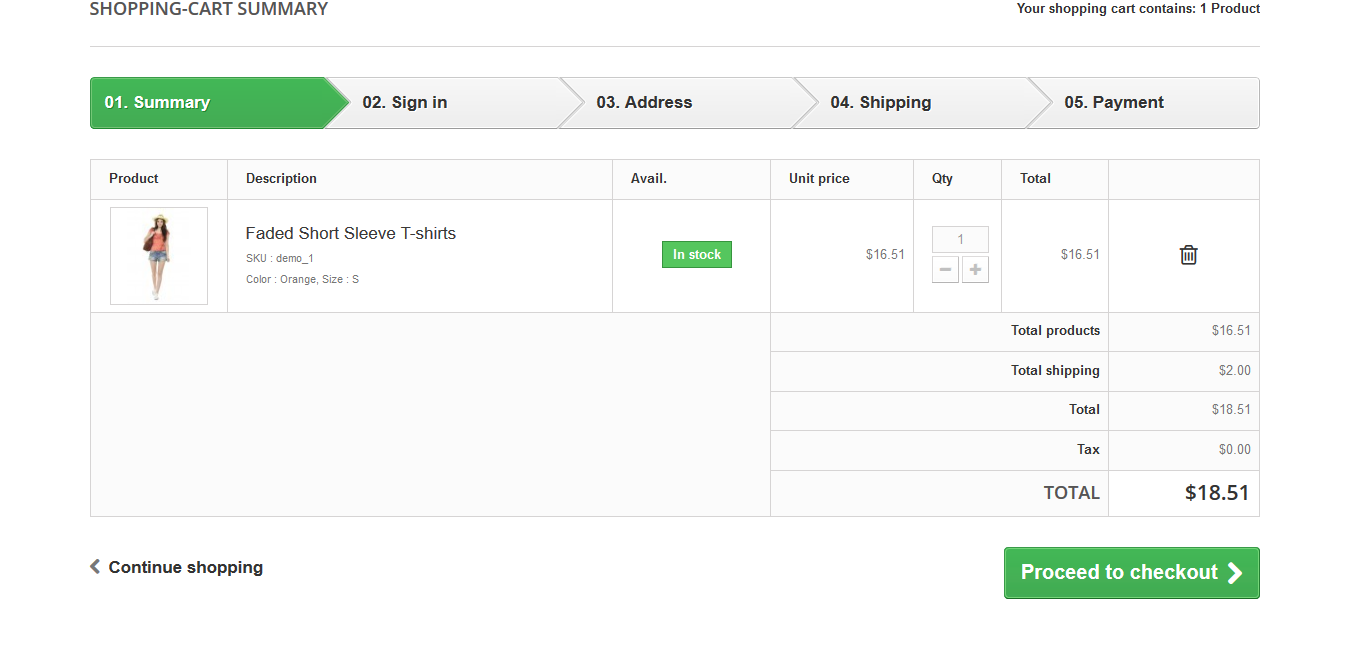 SHOPPING-CART SUMMARY
Your shopping cart contains: 1 Product
01. Summary
02. Sign in
03. Address
04. Shipping
05. Payment
Product
Description
Avail.
Unit price
Qty
Total
Faded Short Sleeve T-shirts
SKU : demo_1
Color : Orange, Size : S
In stock
$16.51
1
$16.51
Total products
$16.51
Total shipping
$2.00
Total
$18.51
Tax
$0.00
TOTAL
$18.51
Continue shopping
Proceed to checkout